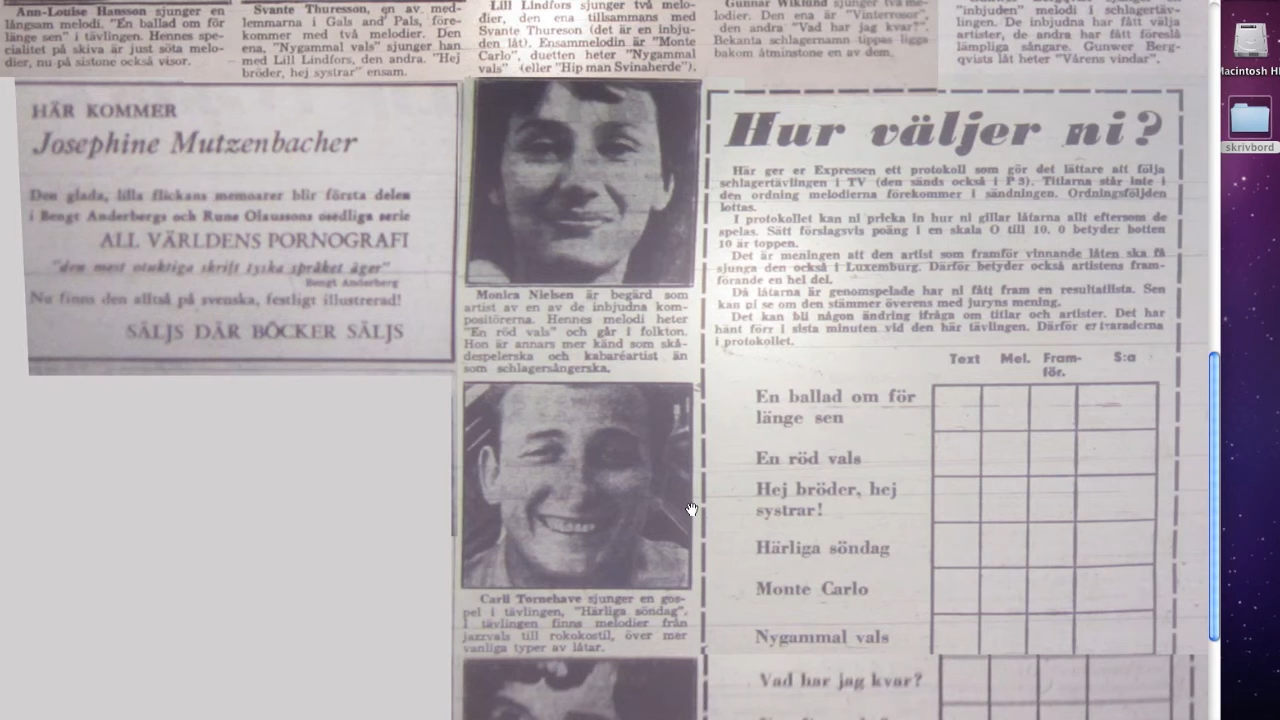 Ann-Louise Hansson sjunger en
långsam melodi. "En ballad om för
länge sen" i tävlingen. Hennes spe-
cialitet på skiva är just söta melo-
dier, nu på sistone också visor.
Svante Thuresson, en av med-
lemmarna i Gals and Pals, före-
kommer med två melodier. Den
ena, "Nygammal vals" sjunger han
med Lill Lindfors, den andra. "Hej
bröder, hej systrar" ensam.
Lill Lindfors sjunger två melo-
dier, den ena tillsammans med
Svante Thureson (det är en inbju-
den låt). Ensammelodin är "Monte
Carlo", duetten heter "Nygammal
vals" (eller "Hip man Svinaherde").
Gunnar Wiklund sjunger två me-
lodier. Den ena är "Vinterrosor",
den andra "Vad har jag kvar?".
Bekanta schlagernamn tippas ligga
bakom åtminstone en av dem.
"inbjuden" melodi i schlagertäv-
lingen. De inbjudna har fått välja
artister, de andra har fått föreslå
lämpliga sångare. Gunwer Berg-
qvists låt heter "Vårens vindar".
HÄR KOMMER
Josephine Mutzenbacher
Den glada, lilla flickans memoarer blir första delen
i Bengt Anderbergs och Rune Olaussons osedliga serie
ALL VÄRLDENS PORNOGRAFI
"den mest otuktiga skrift tyska språket äger"
Bengt Anderberg
Nu finns den alltså på svenska, festligt illustrerad!
SÄLJS DÄR BÖCKER SÄLJS
Monica Nielsen är begärd som
artist av en av de inbjudna kom-
positörerna. Hennes melodi heter
"En röd vals" och går i folkton.
Hon är annars mer känd som skå-
despelerska och kabaréartist än
som schlagersångerska.
Carli Tornehave sjunger en gos-
pel i tävlingen, "Härliga söndag".
I tävlingen finns melodier från
jazzvals till rokokostil, över mer
vanliga typer av låtar.
Hur väljer ni?
Här ger er Expressen ett protokoll som gör det lättare att följa
schlagertävlingen i TV (den sänds också i P 3). Titlarna står inte i
den ordning melodierna förekommer i sändningen. Ordningsföljden
lottas.
I protokollet kan ni pricka in hur ni gillar låtarna allt eftersom de
spelas. Sätt förslagsvis poäng i en skala 0 till 10. 0 betyder botten
10 är toppen.
Det är meningen att den artist som framför vinnande låten ska få
sjunga den också i Luxemburg. Därför betyder också artistens fram-
förande en hel del.
Då låtarna är genomspelade har ni fått fram en resultatlista. Sen
kan ni se om den stämmer överens med juryns mening.
Det kan bli någon ändring ifråga om titlar och artister. Det har
hänt förr i sista minuten vid den här tävlingen. Därför
i protokollet.
Text Mel. Fram- S:a
för.
En ballad om för
länge sen
En röd vals
Hej bröder, hej
systrar!
Härliga söndag
Monte Carlo
Nygammal vals
Vad har jag kvar?
Macintosh H
skrivbord